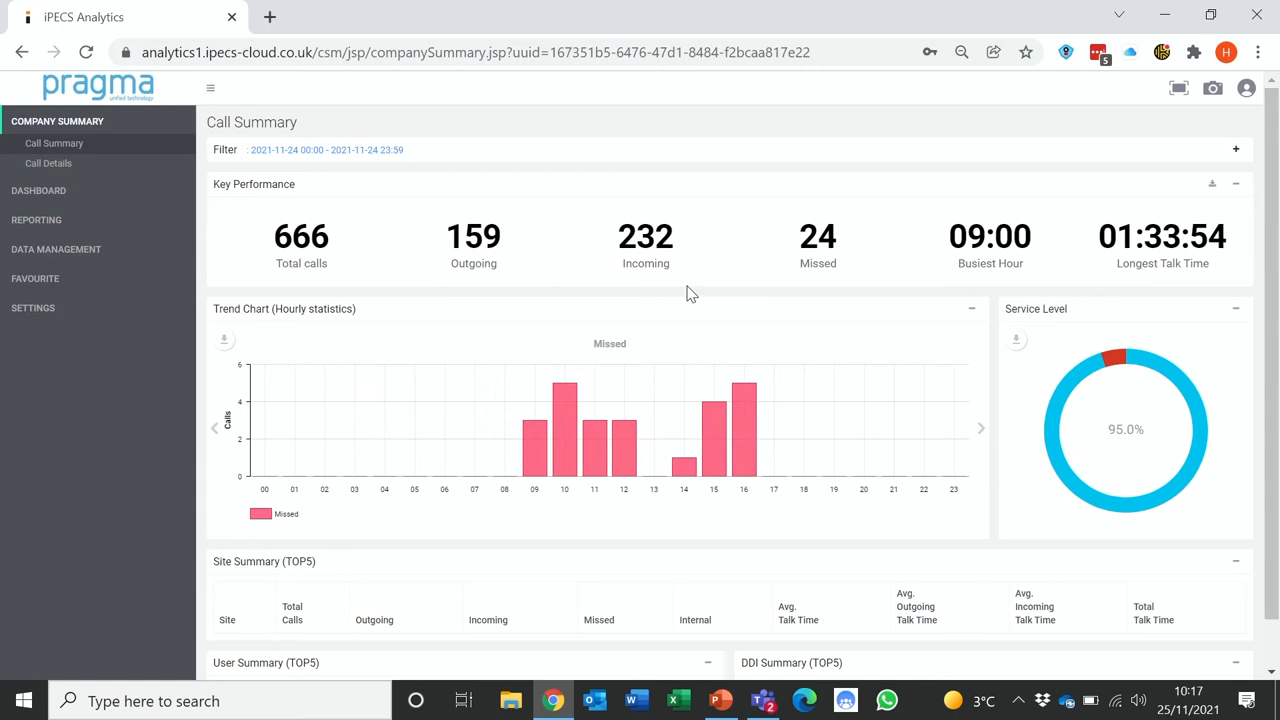 iPECS Analytics
analytics1.ipecs-cloud.co.uk/csm/jsp/companySummary.jsp?uuid=167351b5-6476-47d1-8484-f2bcaa817e22
5
H
pragma
unified technology
COMPANY SUMMARY
Call Summary
Call Details
DASHBOARD
REPORTING
DATA MANAGEMENT
FAVOURITE
SETTINGS
Call Summary
Filter : 2021-11-24 00:00 - 2021-11-24 23:59
Key Performance
666 159 232 24 09:00 01:33:54
Total calls Outgoing Incoming Missed Busiest Hour Longest Talk Time
Trend Chart (Hourly statistics)
Missed
6
4
2
0
Calls
00 01 02 03 04 05 06 07 08 09 10 11 12 13 14 15 16 17 18 19 20 21 22 23
Missed
Service Level
95.0%
Site Summary (TOP5)
Site Total Calls Outgoing Incoming Missed Internal Avg. Talk Time Avg. Outgoing Talk Time Avg. Incoming Talk Time Total Talk Time
User Summary (TOP5)
DDI Summary (TOP5)
Type here to search
2
3°C
10:17
25/11/2021